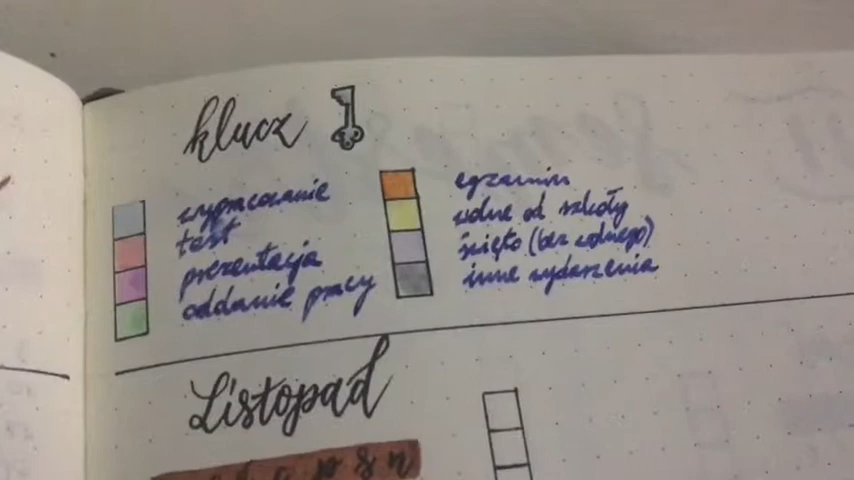 klucz
wypracowanie
test
prezentacja
oddanie pracy
egzamin
wolne od szkoły
święto (bez wolnego)
inne wydarzenia
Listopad